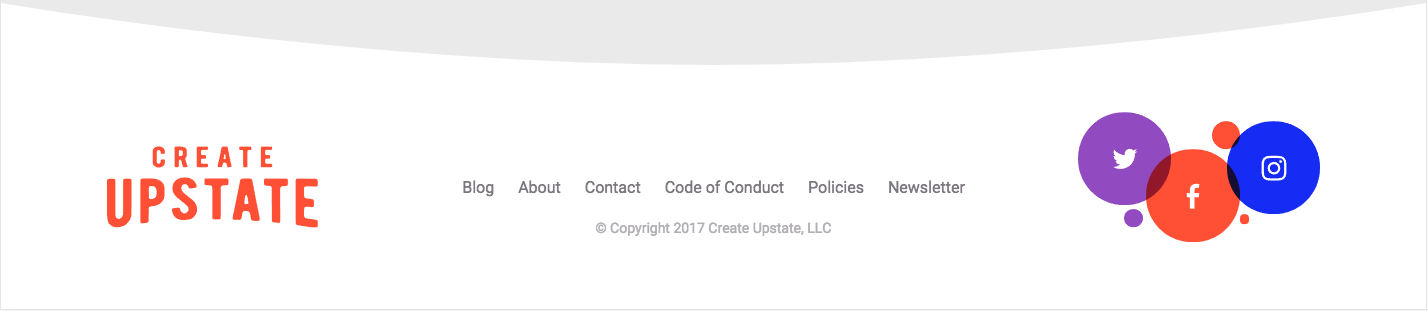 CREATE
UPSTATE
Blog About Contact Code of Conduct Policies Newsletter
© Copyright 2017 Create Upstate, LLC